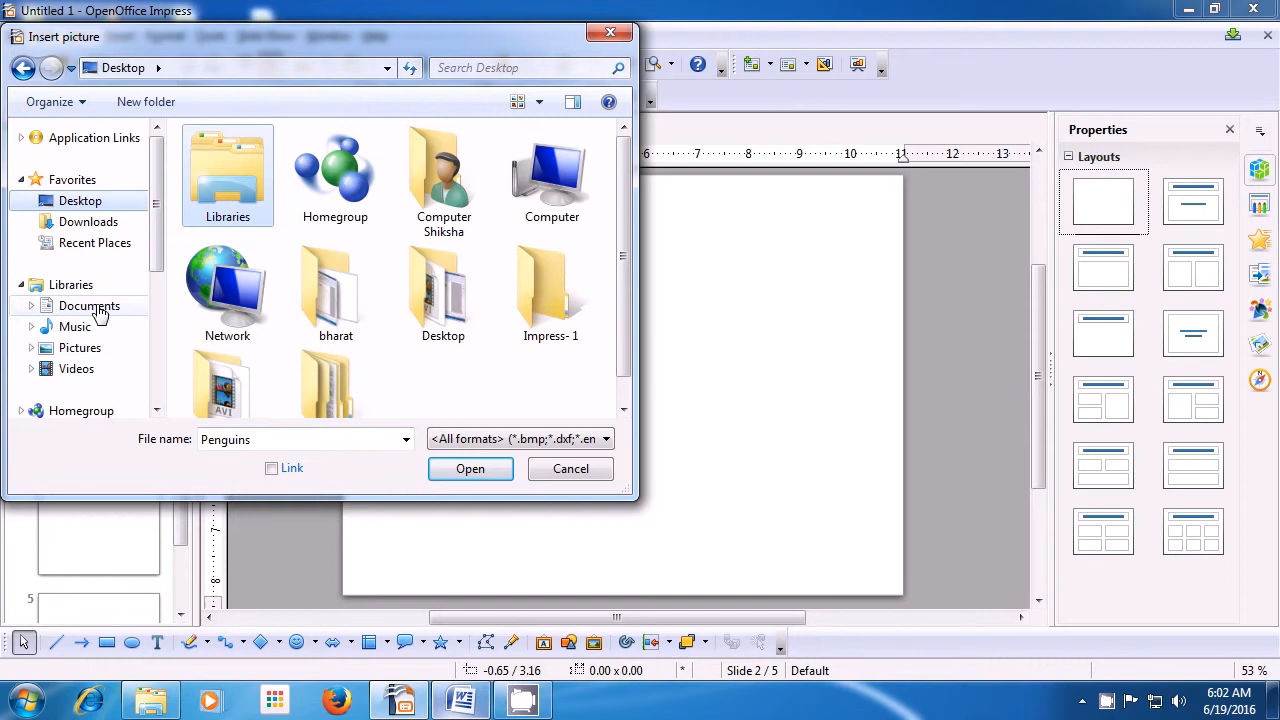 Untitled 1 - OpenOffice Impress
Insert picture
Desktop
Search Desktop
Organize
New folder
Application Links
Favorites
Desktop
Downloads
Recent Places
Libraries
Documents
Music
Pictures
Videos
Homegroup
Libraries
Homegroup
Computer Shiksha
Computer
Network
bharat
Desktop
Impress- 1
AVI
File name:
Penguins
<All formats> (*.bmp;*.dxf;*.en
Link
Open
Cancel
6 7 8 9 10 11 12 13
Properties
Layouts
7
8
5
-0.65 / 3.16
0.00 x 0.00
*
Slide 2 / 5
Default
53 %
6:02 AM
6/19/2016